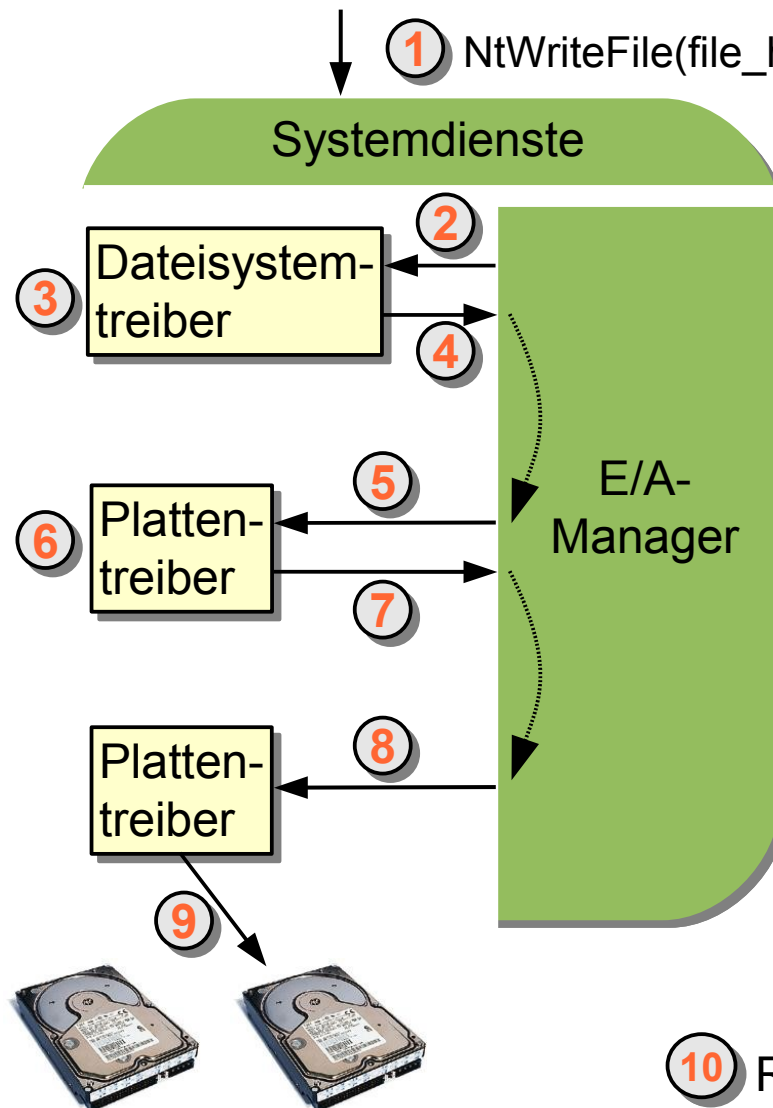 1 NtWriteFile(file_h
Systemdienste
2
Dateisystem-
treiber
3
4
5
E/A-
Manager
Platten-
treiber
6
7
8
Platten-
treiber
9
10 R